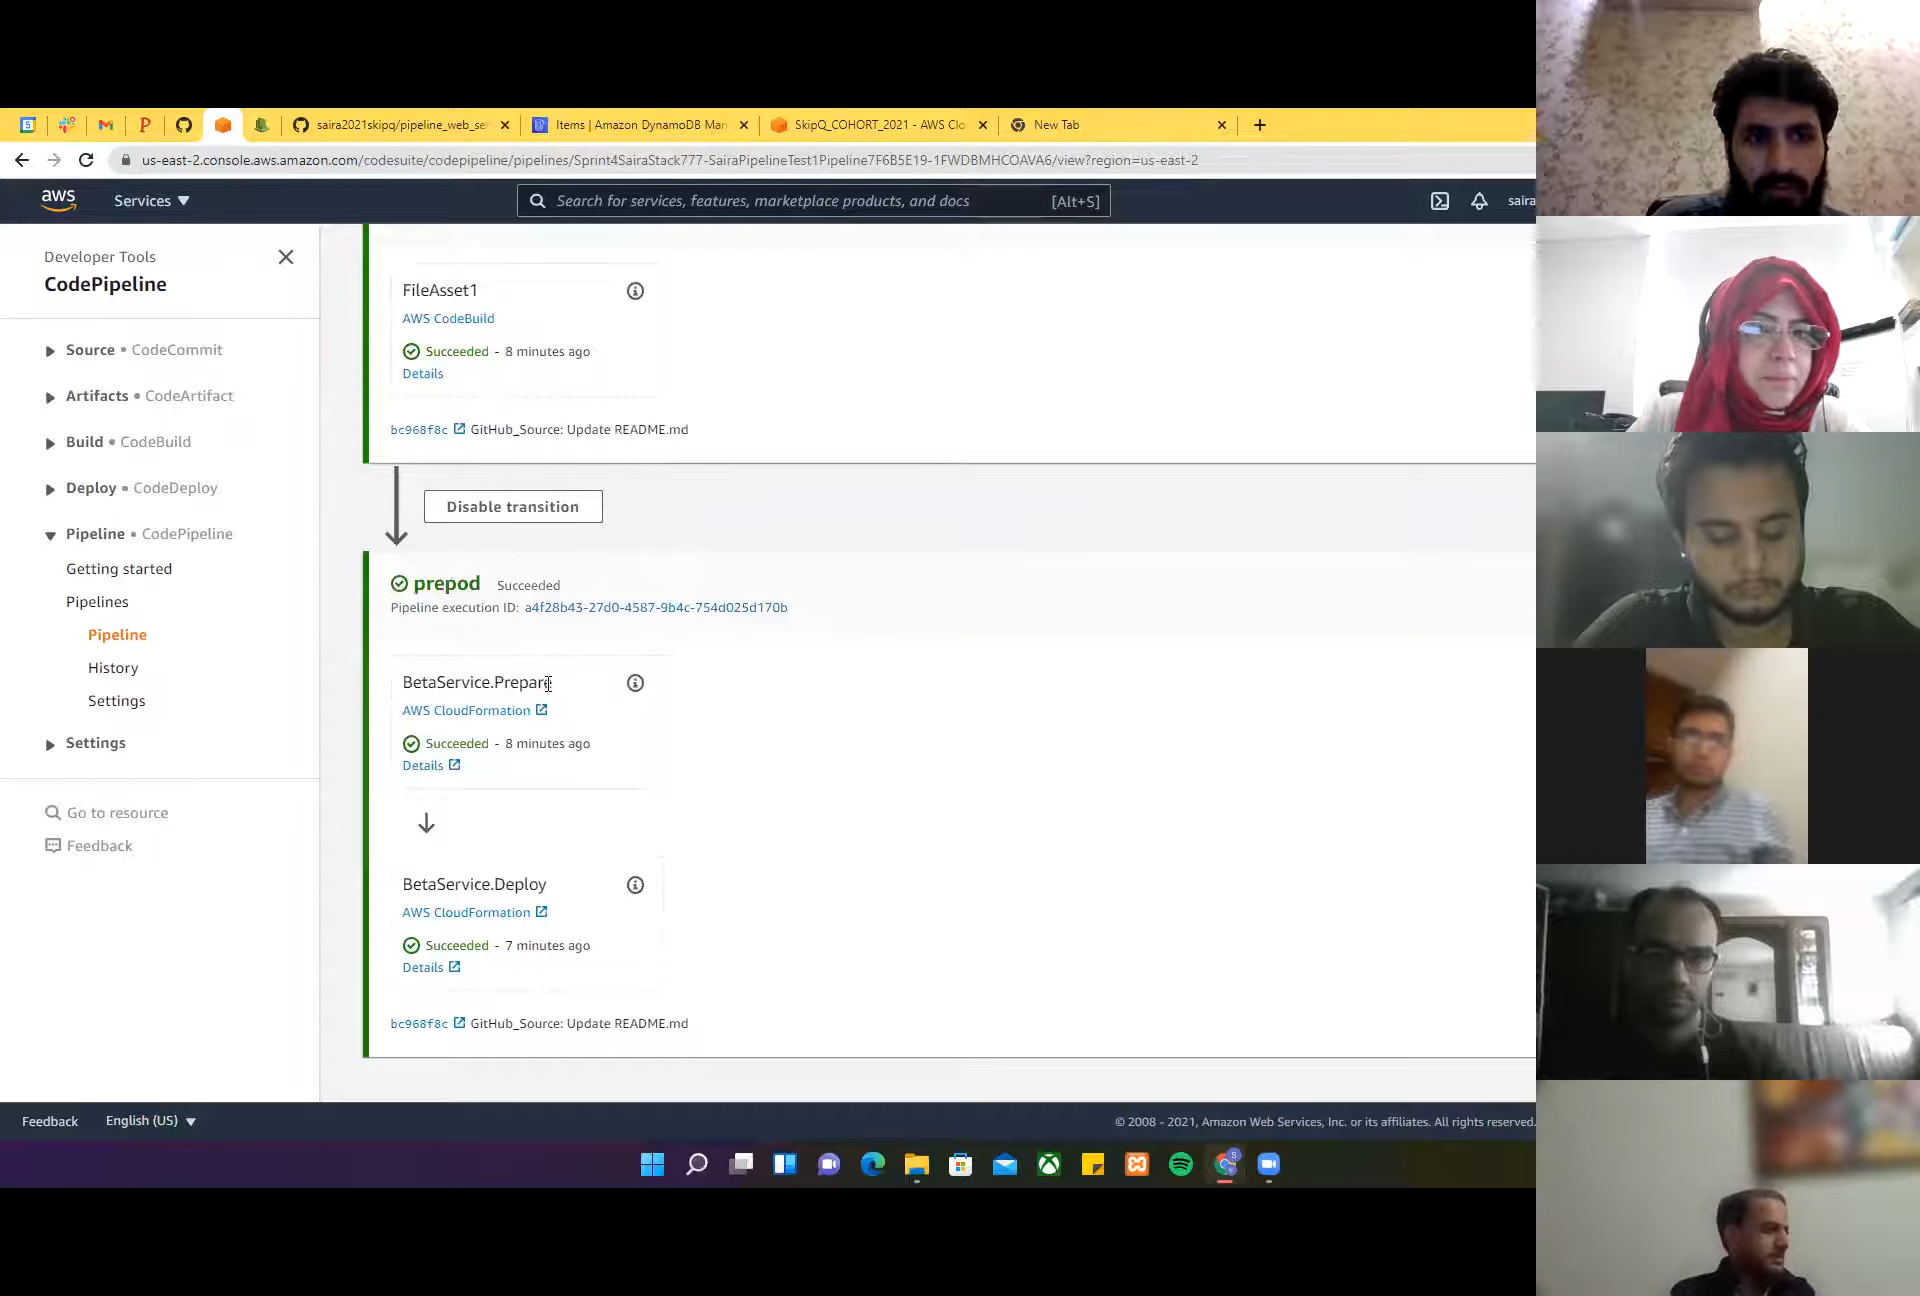 5
saira2021skipq/pipeline_web_se
Items | Amazon DynamoDB Man
SkipQ_COHORT_2021 - AWS Clo
New Tab
us-east-2.console.aws.amazon.com/codesuite/codepipeline/pipelines/Sprint4SairaStack777-SairaPipelineTest1Pipeline7F6B5E19-1FWDBMHCOAVA6/view?region=us-east-2
aws
Services
Search for services, features, marketplace products, and docs
[Alt+S]
saira
Developer Tools
CodePipeline
Source • CodeCommit
Artifacts • CodeArtifact
Build • CodeBuild
Deploy • CodeDeploy
Pipeline • CodePipeline
Getting started
Pipelines
Pipeline
History
Settings
Settings
Go to resource
Feedback
FileAsset1
AWS CodeBuild
Succeeded - 8 minutes ago
Details
bc968f8c GitHub_Source: Update README.md
Disable transition
prepod Succeeded
Pipeline execution ID: a4f28b43-27d0-4587-9b4c-754d025d170b
BetaService.Prepare
AWS CloudFormation
Succeeded - 8 minutes ago
Details
BetaService.Deploy
AWS CloudFormation
Succeeded - 7 minutes ago
Details
bc968f8c GitHub_Source: Update README.md
Feedback
English (US)
© 2008 - 2021, Amazon Web Services, Inc. or its affiliates. All rights reserved.